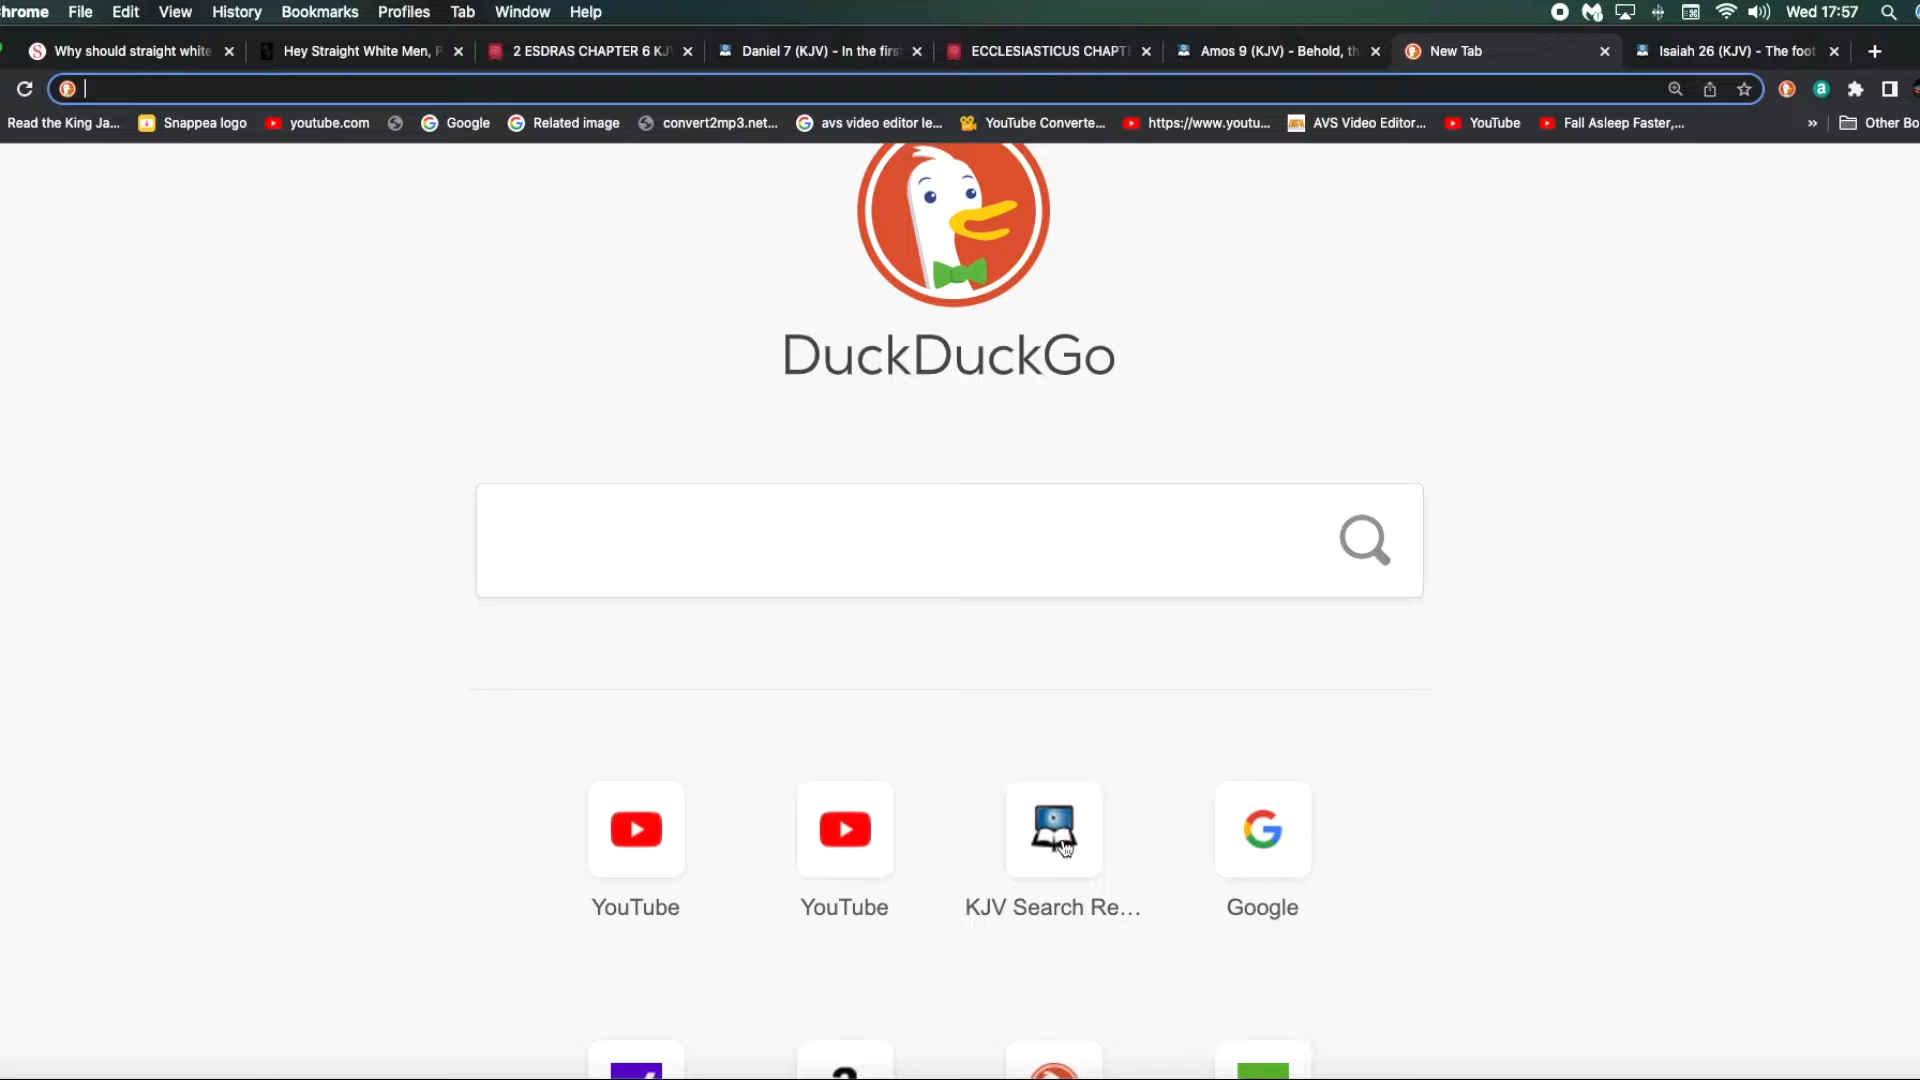 hrome File Edit View History Bookmarks Profiles Tab Window Help Wed 17:57
Why should straight white Hey Straight White Men, P 2 ESDRAS CHAPTER 6 KJ Daniel 7 (KJV) - In the firs ECCLESIASTICUS CHAPT Amos 9 (KJV) - Behold, th New Tab Isaiah 26 (KJV) - The foot
Read the King Ja... Snappea logo youtube.com Google Related image convert2mp3.net... avs video editor le... YouTube Converte... https://www.youtu... AVS Video Editor... YouTube Fall Asleep Faster,... » Other Bo
DuckDuckGo
YouTube YouTube KJV Search Re... Google